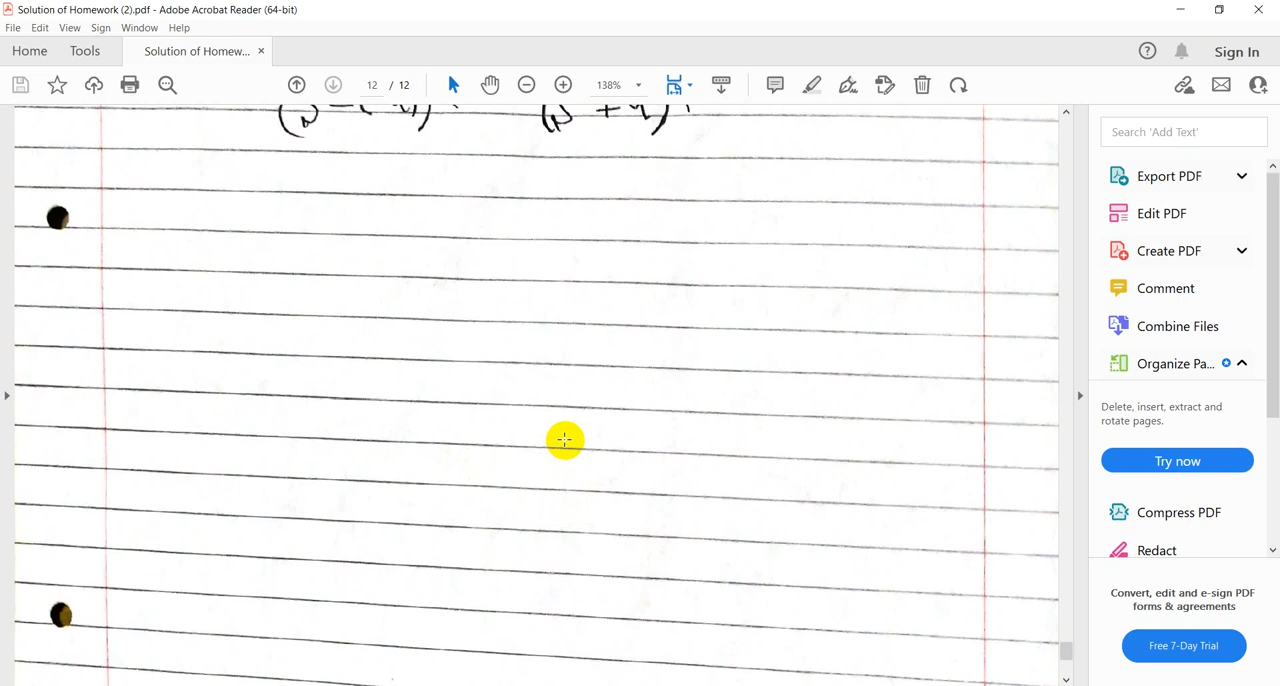 Solution of Homework (2).pdf - Adobe Acrobat Reader (64-bit)
File Edit View Sign Window Help
Home Tools Solution of Homew... ×
Sign In
12 / 12 138%
Search 'Add Text'
Export PDF
Edit PDF
Create PDF
Comment
Combine Files
Organize Pa...
Delete, insert, extract and
rotate pages.
Try now
Compress PDF
Redact
Convert, edit and e-sign PDF
forms & agreements
Free 7-Day Trial